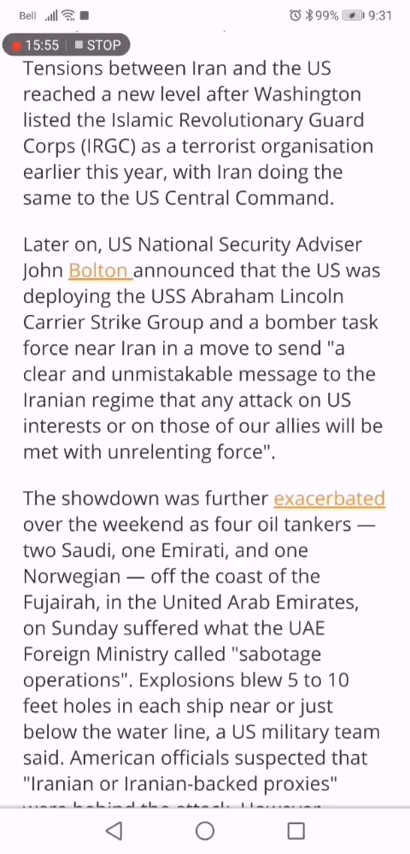 Bell 99% 9:31
15:55 STOP
Tensions between Iran and the US
reached a new level after Washington
listed the Islamic Revolutionary Guard
Corps (IRGC) as a terrorist organisation
earlier this year, with Iran doing the
same to the US Central Command.
Later on, US National Security Adviser
John Bolton announced that the US was
deploying the USS Abraham Lincoln
Carrier Strike Group and a bomber task
force near Iran in a move to send "a
clear and unmistakable message to the
Iranian regime that any attack on US
interests or on those of our allies will be
met with unrelenting force".
The showdown was further exacerbated
over the weekend as four oil tankers —
two Saudi, one Emirati, and one
Norwegian — off the coast of the
Fujairah, in the United Arab Emirates,
on Sunday suffered what the UAE
Foreign Ministry called "sabotage
operations". Explosions blew 5 to 10
feet holes in each ship near or just
below the water line, a US military team
said. American officials suspected that
"Iranian or Iranian-backed proxies"